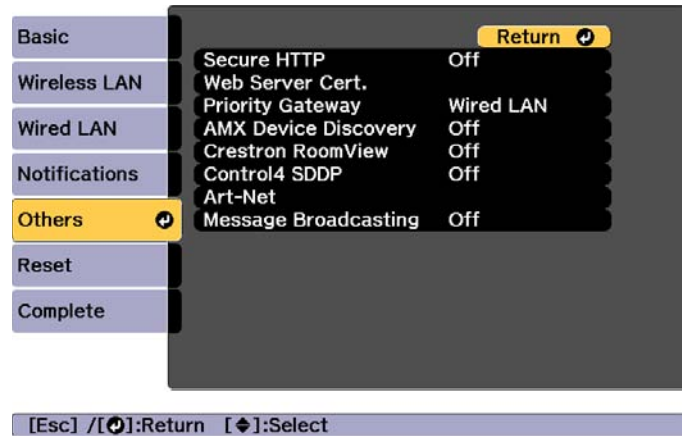 Basic
Wireless LAN
Wired LAN
Notifications
Others
Reset
Complete
Return
Secure HTTP Off
Web Server Cert.
Priority Gateway Wired LAN
AMX Device Discovery Off
Crestron RoomView Off
Control4 SDDP Off
Art-Net
Message Broadcasting Off
[Esc] /[⏎]:Return [◆]:Select